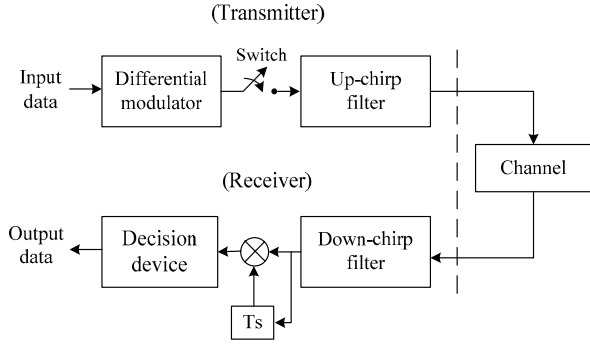 (Transmitter)
Input
data
Differential
modulator
Switch
Up-chirp
filter
Channel
(Receiver)
Output
data
Decision
device
Down-chirp
filter
Ts